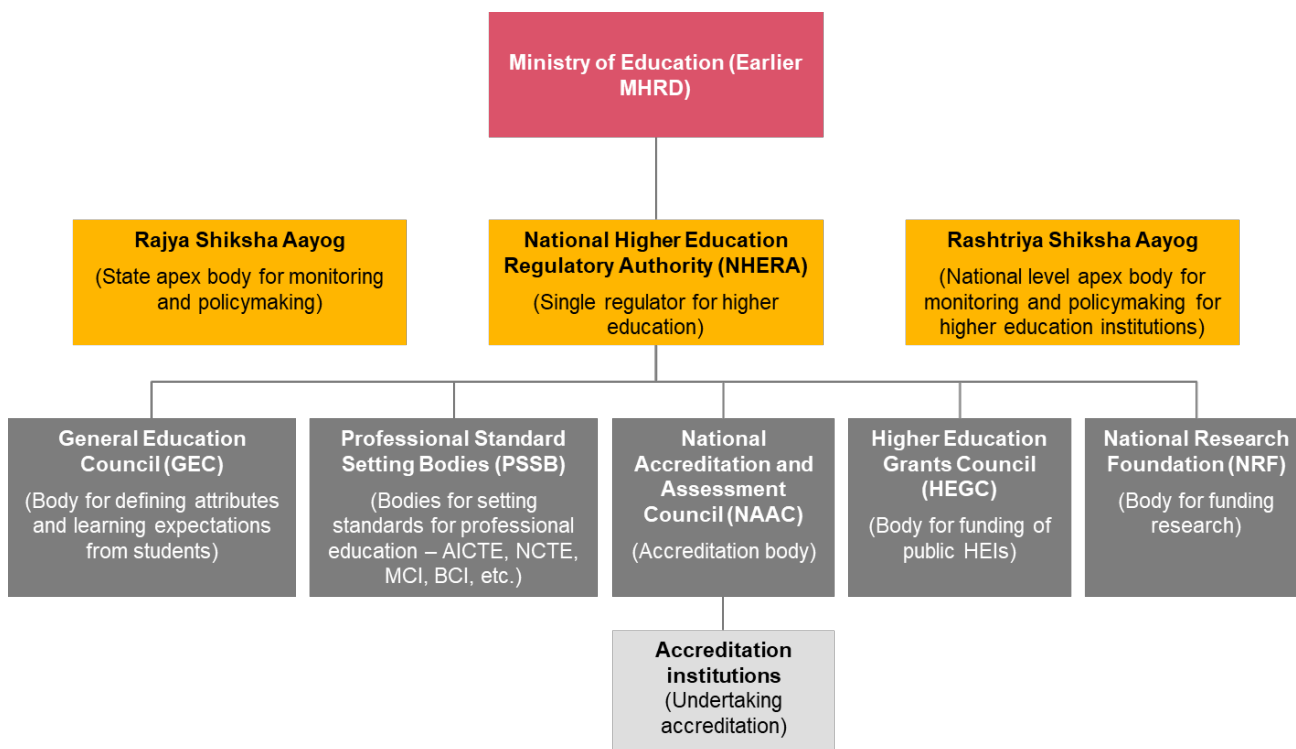 Ministry of Education (Earlier
MHRD)
Rajya Shiksha Aayog
(State apex body for monitoring
and policymaking)
National Higher Education
Regulatory Authority (NHERA)
(Single regulator for higher
education)
Rashtriya Shiksha Aayog
(National level apex body for
monitoring and policymaking for
higher education institutions)
General Education
Council (GEC)
(Body for defining attributes
and learning expectations
from students)
Professional Standard
Setting Bodies (PSSB)
(Bodies for setting
standards for professional
education – AICTE, NCTE,
MCI, BCI, etc.)
National
Accreditation and
Assessment
Council (NAAC)
(Accreditation body)
Higher Education
Grants Council
(HEGC)
(Body for funding of
public HEIs)
National Research
Foundation (NRF)
(Body for funding
research)
Accreditation
institutions
(Undertaking
accreditation)